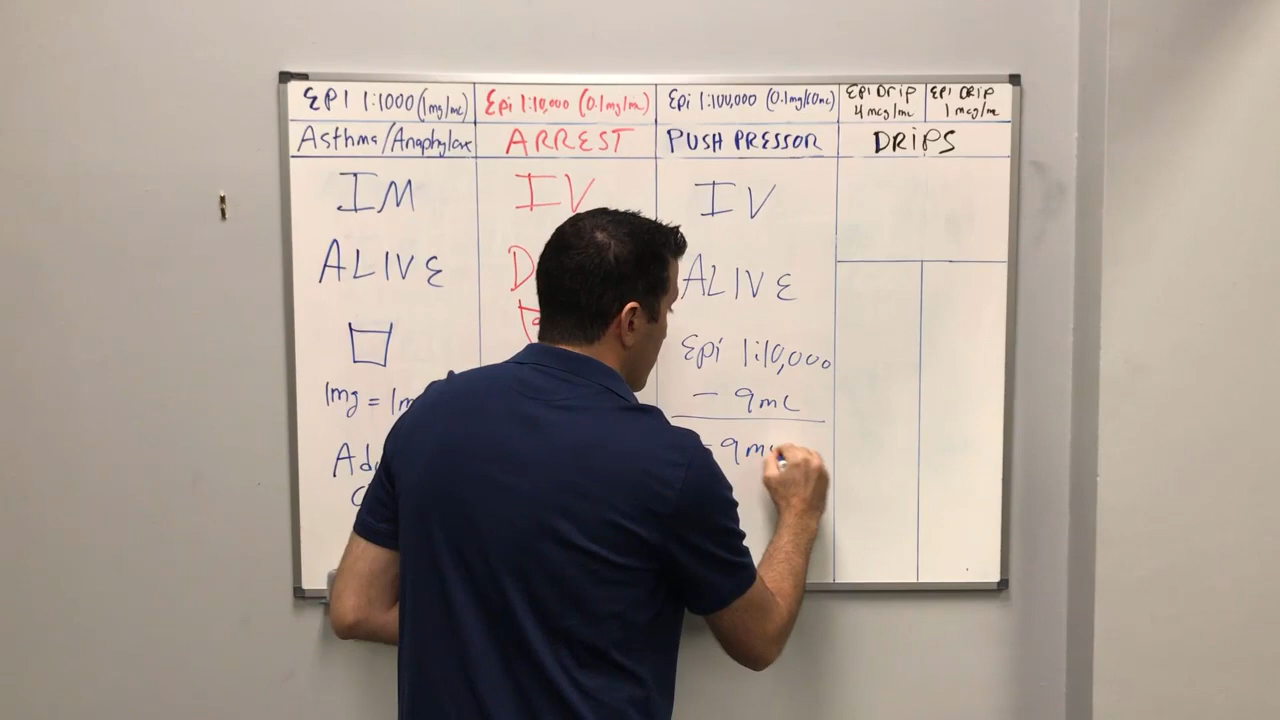 EPI 1:1000 (1mg/mL)
Asthma/Anaphylaxis
IM
ALIVE
1mg = 1m
Epi 1:10,000 (0.1mg/mL)
ARREST
IV
D
Epi 1:100,000 (0.1mg/10mL)
PUSH PRESSOR
IV
ALIVE
Epi 1:10,000
- 9mL
- 9m
EPI DRIP
4 mcg/mL
EPI DRIP
1 mcg/mL
DRIPS